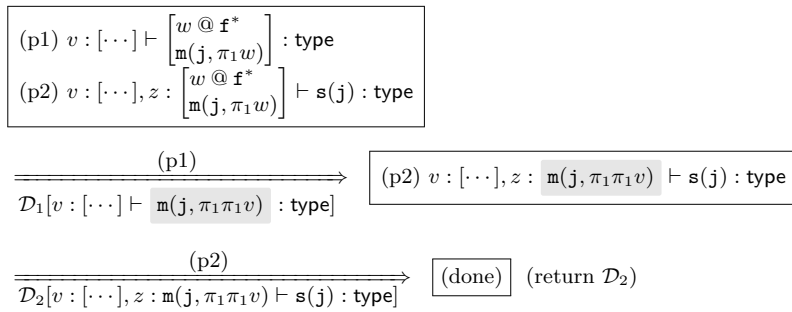 (p1) v : [⋯] ⊢ [w @ f* m(j, π₁w)] : type
(p2) v : [⋯], z : [w @ f* m(j, π₁w)] ⊢ s(j) : type
(p1)
𝒟₁[v : [⋯] ⊢ m(j, π₁π₁v) : type]
(p2) v : [⋯], z : m(j, π₁π₁v) ⊢ s(j) : type
(p2)
𝒟₂[v : [⋯], z : m(j, π₁π₁v) ⊢ s(j) : type]
(done) (return 𝒟₂)